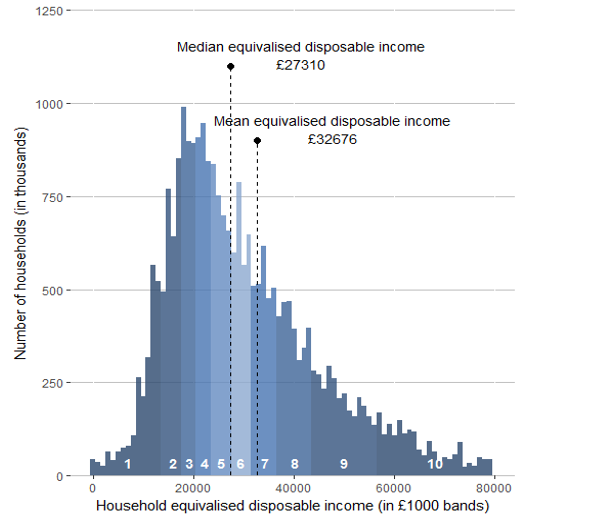 1250
Median equivalised disposable income
£27310
1000
Mean equivalised disposable income
£32676
750
Number of households (in thousands)
500
250
1 2 3 4 5 6 7 8 9 10
0
0 20000 40000 60000 80000
Household equivalised disposable income (in £1000 bands)